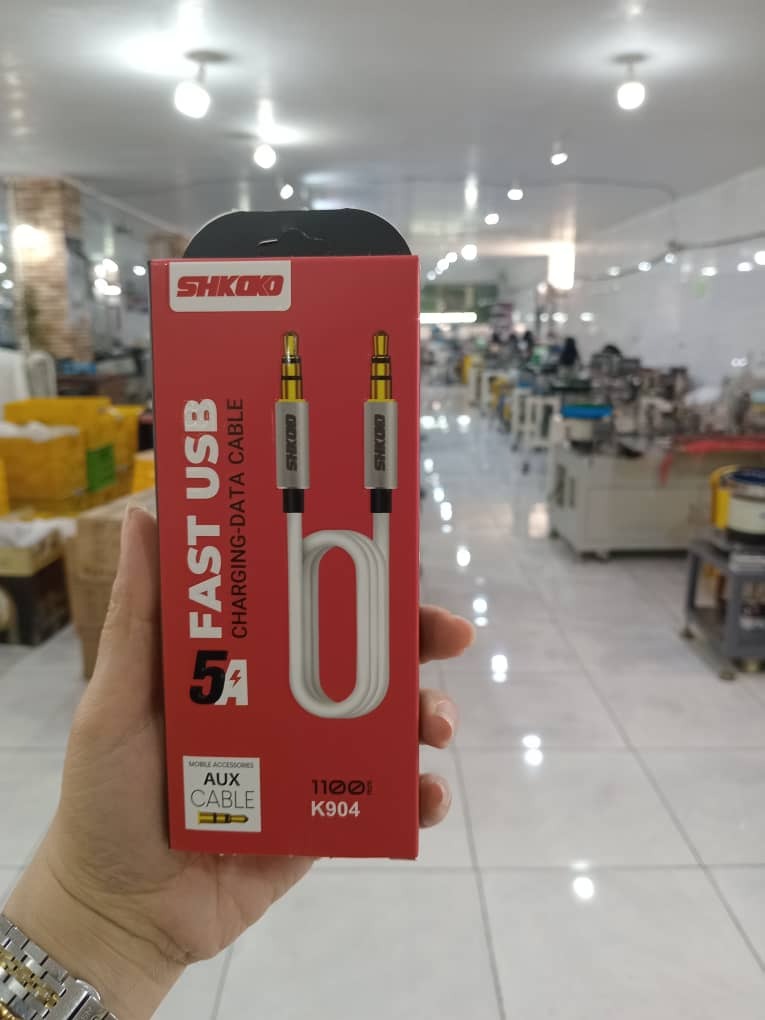 SHKOKO
SHKOKO
SHKOKO
FAST USB
CHARGING-DATA CABLE
5A
MOBILE ACCESSORIES
AUX
CABLE
1100
K904